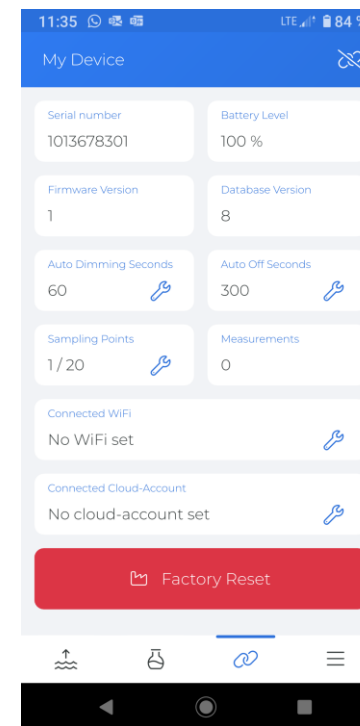 11:35 LTE 84 %
My Device
Serial number Battery Level
1013678301 100 %
Firmware Version Database Version
1 8
Auto Dimming Seconds Auto Off Seconds
60 300
Sampling Points Measurements
1 / 20 0
Connected WiFi
No WiFi set
Connected Cloud-Account
No cloud-account set
Factory Reset